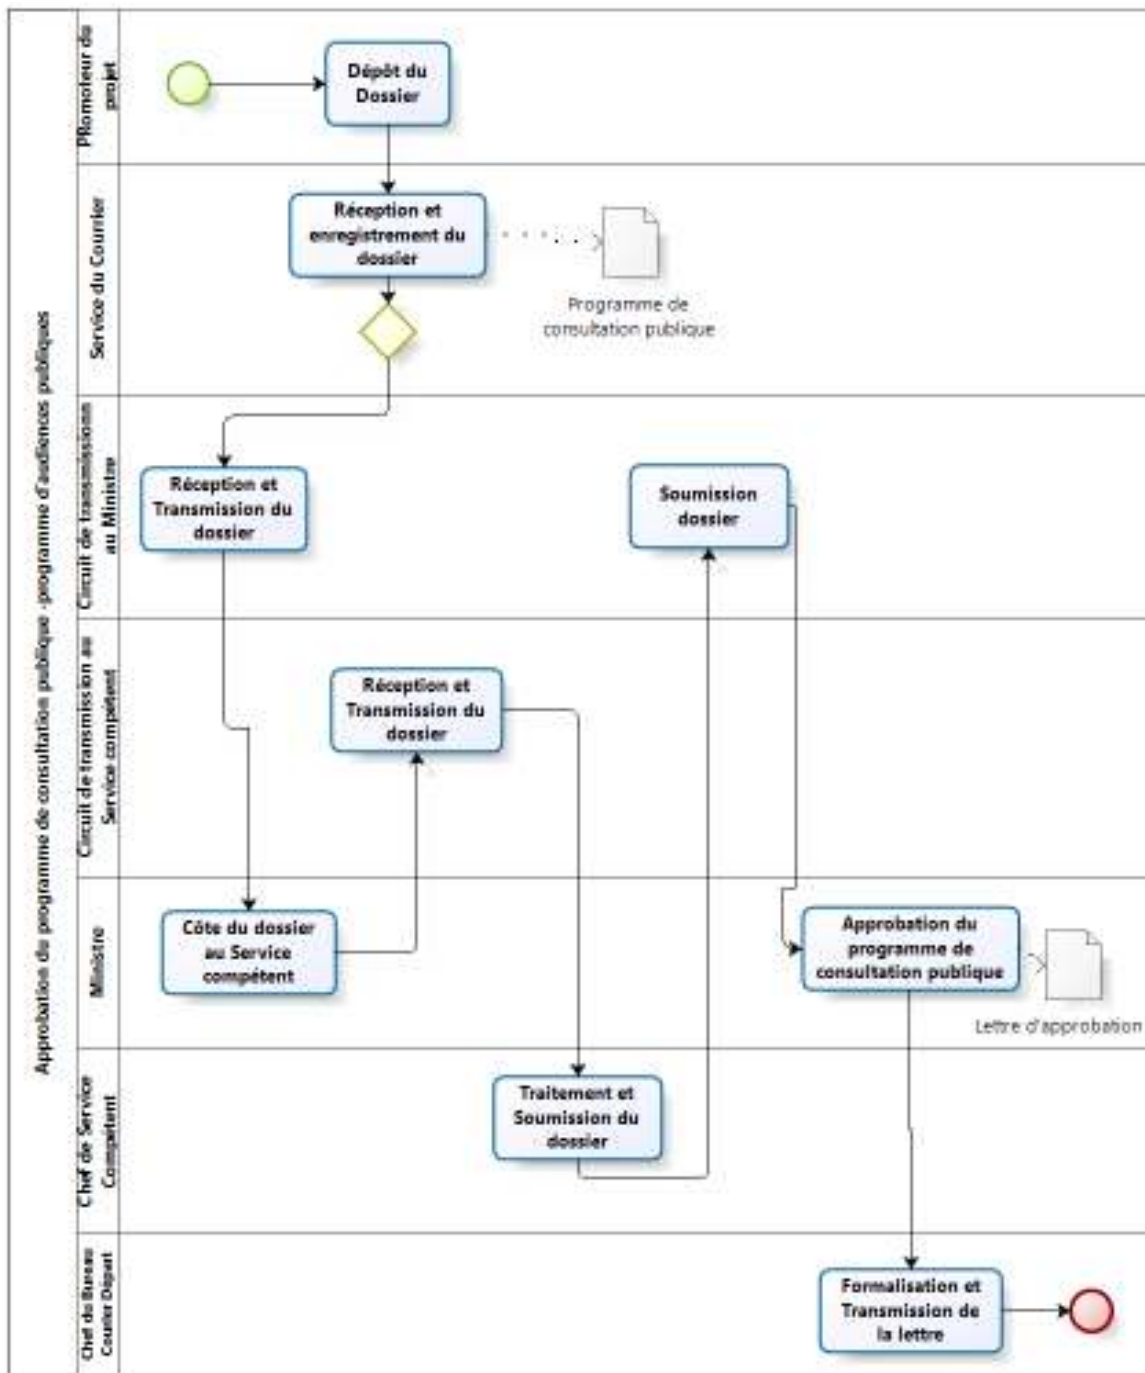 Approbation du programme de consultation publique -programme d'audiences publiques
PRomoteur du
projet
Dépôt du
Dossier
Service du Courrier
Réception et
enregistrement du
dossier
Programme de
consultation publique
Circuit de transmissionn
au Ministre
Réception et
Transmission du
dossier
Soumission
dossier
Circuit de transmission au
Service compétent
Réception et
Transmission du
dossier
Ministre
Côte du dossier
au Service
compétent
Approbation du
programme de
consultation publique
Lettre d'approbation
Chef de Service
Compétent
Traitement et
Soumission du
dossier
Chef du Bureau
Courier Départ
Formalisation et
Transmission de
la lettre